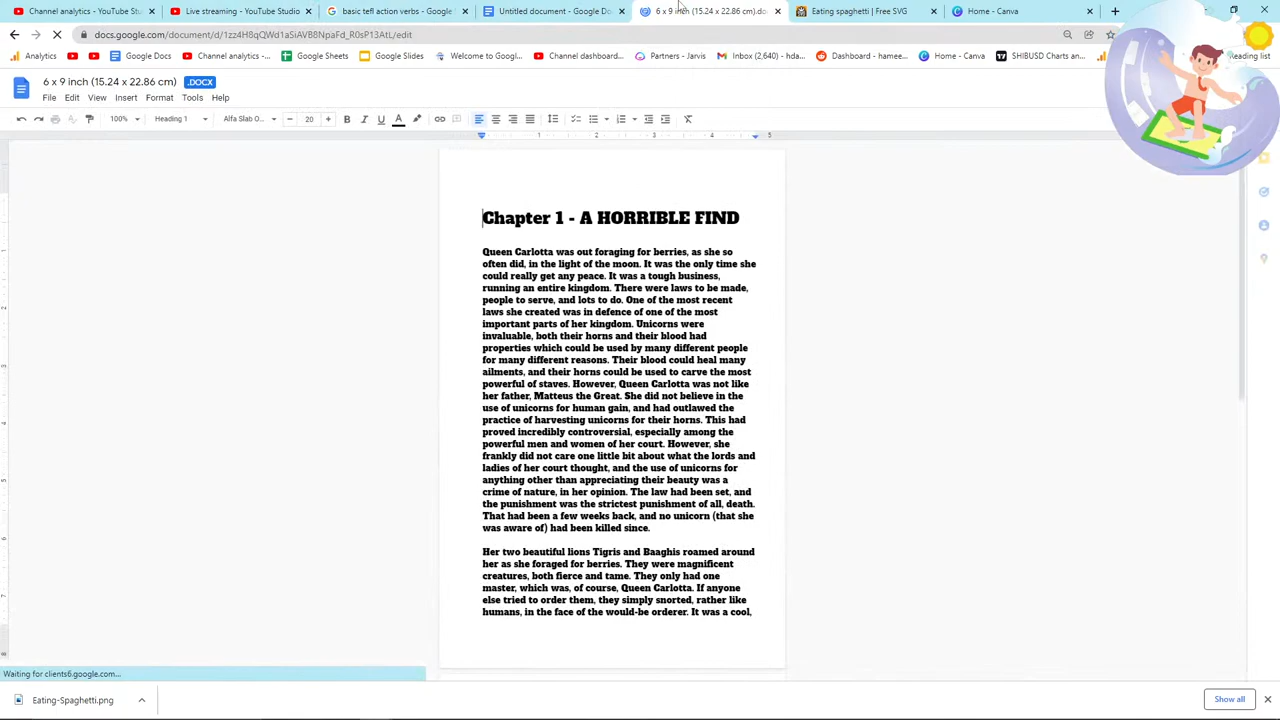 Channel content - YouTube Stud
Live streaming - YouTube Studio
basic tefl action verbs - Google
Untitled document - Google Do
6 x 9 inch (15.24 x 22.86 cm).do
Eating spaghetti | Free SVG
(3) Home - Canva
docs.google.com/document/d/1zz4H8qQWd1aSiAVB8NpaFd_R0sP13AtL/edit
Analytics
Google Docs
Channel analytics -...
Google Sheets
Welcome to Googl...
Channel dashboard...
Partners - Jarvis
Inbox (2,640) - hda...
Dashboard - hamee...
Home - Canva
SHIBUSD Charts an...
Reading list
6 x 9 inch (15.24 x 22.86 cm) .DOCX
File Edit View Insert Format Tools Help
100% Heading 1 Alfa Slab O... 20 B I U A
1 2 3 4 5
Chapter 1 - A HORRIBLE FIND
Queen Carlotta was out foraging for berries, as she so
often did, in the light of the moon. It was the only time she
could really get any peace. It was a tough business,
running an entire kingdom. There were laws to be made,
people to serve, and lots to do. One of the most recent
laws she created was in defence of one of the most
important parts of her kingdom. Unicorns were
invaluable, both their horns and their blood had
properties which could be used by many different people
for many different reasons. Their blood could heal many
ailments, and their horns could be used to carve the most
powerful of staves. However, Queen Carlotta was not like
her father, Matteus the Great. She did not believe in the
use of unicorns for human gain, and had outlawed the
practice of harvesting unicorns for their horns. This had
proved incredibly controversial, especially among the
powerful men and women of her court. However, she
frankly did not care one little bit about what the lords and
ladies of her court thought, and the use of unicorns for
anything other than appreciating their beauty was a
crime of nature, in her opinion. The law had been set, and
the punishment was the strictest punishment of all, death.
That had been a few weeks back, and no unicorn (that she
was aware of) had been killed since.
Her two beautiful lions Tigris and Baaghis roamed around
her as she foraged for berries. They were magnificent
creatures, both fierce and tame. They only had one
master, which was, of course, Queen Carlotta. If anyone
else tried to order them, they simply snorted, rather like
humans, in the face of the would-be orderer. It was a cool,
Waiting for clients6.google.com...
Eating-Spaghetti.png
Show all